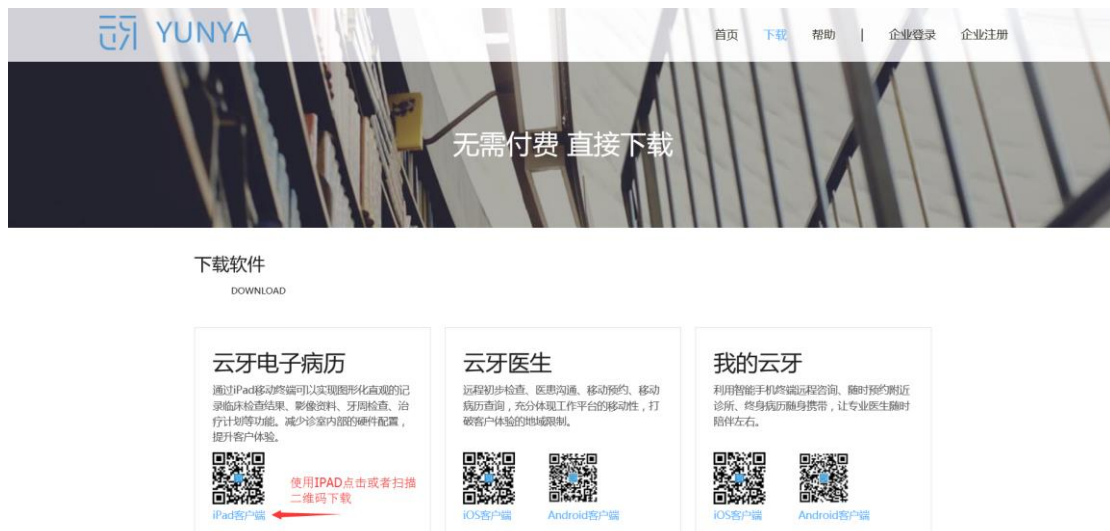 云牙 YUNYA
首页 下载 帮助 | 企业登录 企业注册
无需付费 直接下载
下载软件
DOWNLOAD
云牙电子病历
通过iPad移动终端可以实现图形化直观的记
录临床检查结果、影像资料、牙周检查、治
疗计划等功能。减少诊室内部的硬件配置，
提升客户体验。
使用IPAD点击或者扫描
二维码下载
iPad客户端
云牙医生
远程初步检查、医患沟通、移动预约、移动
病历查询，充分体现工作平台的移动性，打
破客户体验的地域限制。
iOS客户端 Android客户端
我的云牙
利用智能手机终端远程咨询、随时预约附近
诊所、终身病历随身携带，让专业医生随时
陪伴左右。
iOS客户端 Android客户端